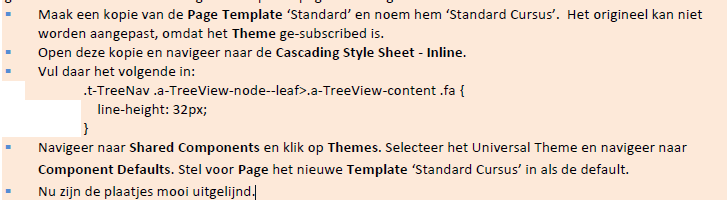 Maak een kopie van de Page Template ‘Standard’ en noem hem ‘Standard Cursus’.  Het origineel kan niet
worden aangepast, omdat het Theme ge-subscribed is.
Open deze kopie en navigeer naar de Cascading Style Sheet - Inline.
Vul daar het volgende in:
.t-TreeNav .a-TreeView-node--leaf>.a-TreeView-content .fa {
line-height: 32px;
}
Navigeer naar Shared Components en klik op Themes. Selecteer het Universal Theme en navigeer naar
Component Defaults. Stel voor Page het nieuwe Template ‘Standard Cursus’ in als de default.
Nu zijn de plaatjes mooi uitgelijnd.